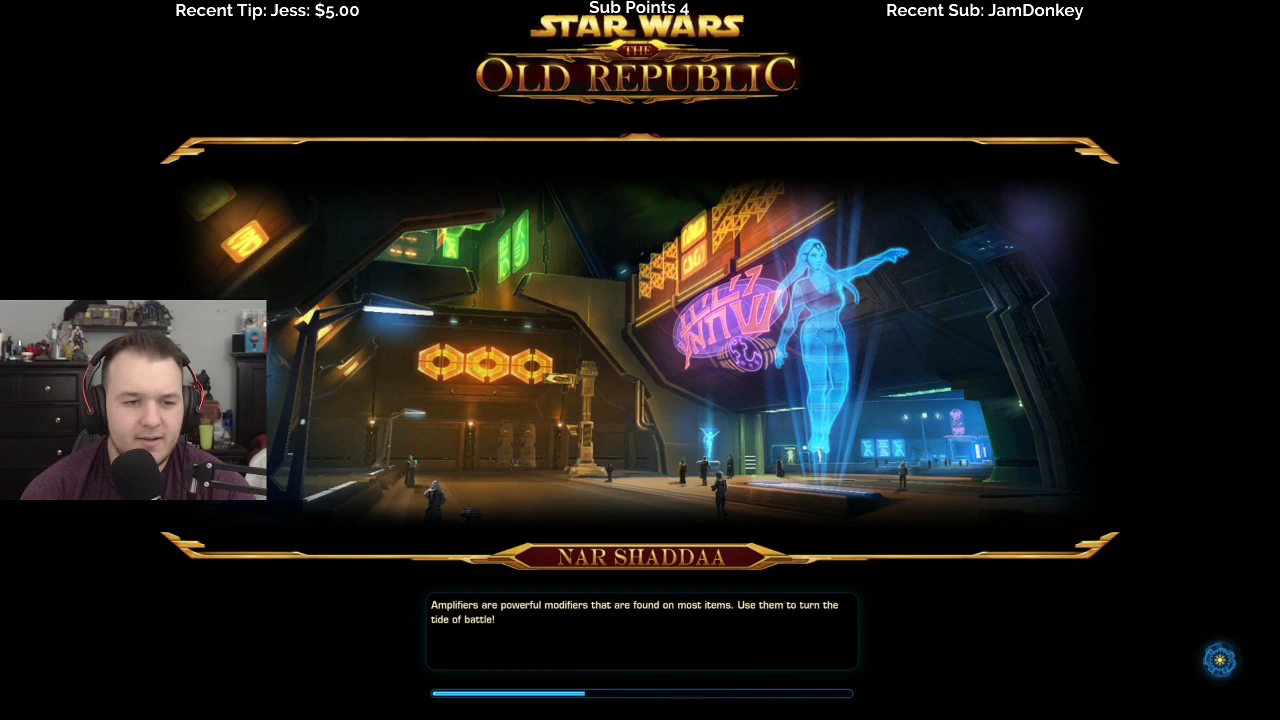 Recent Tip: Jess: $5.00
Sub Points 4
Recent Sub: JamDonkey
STAR WARS
THE
OLD REPUBLIC
NAR SHADDAA
Amplifiers are powerful modifiers that are found on most items. Use them to turn the
tide of battle!